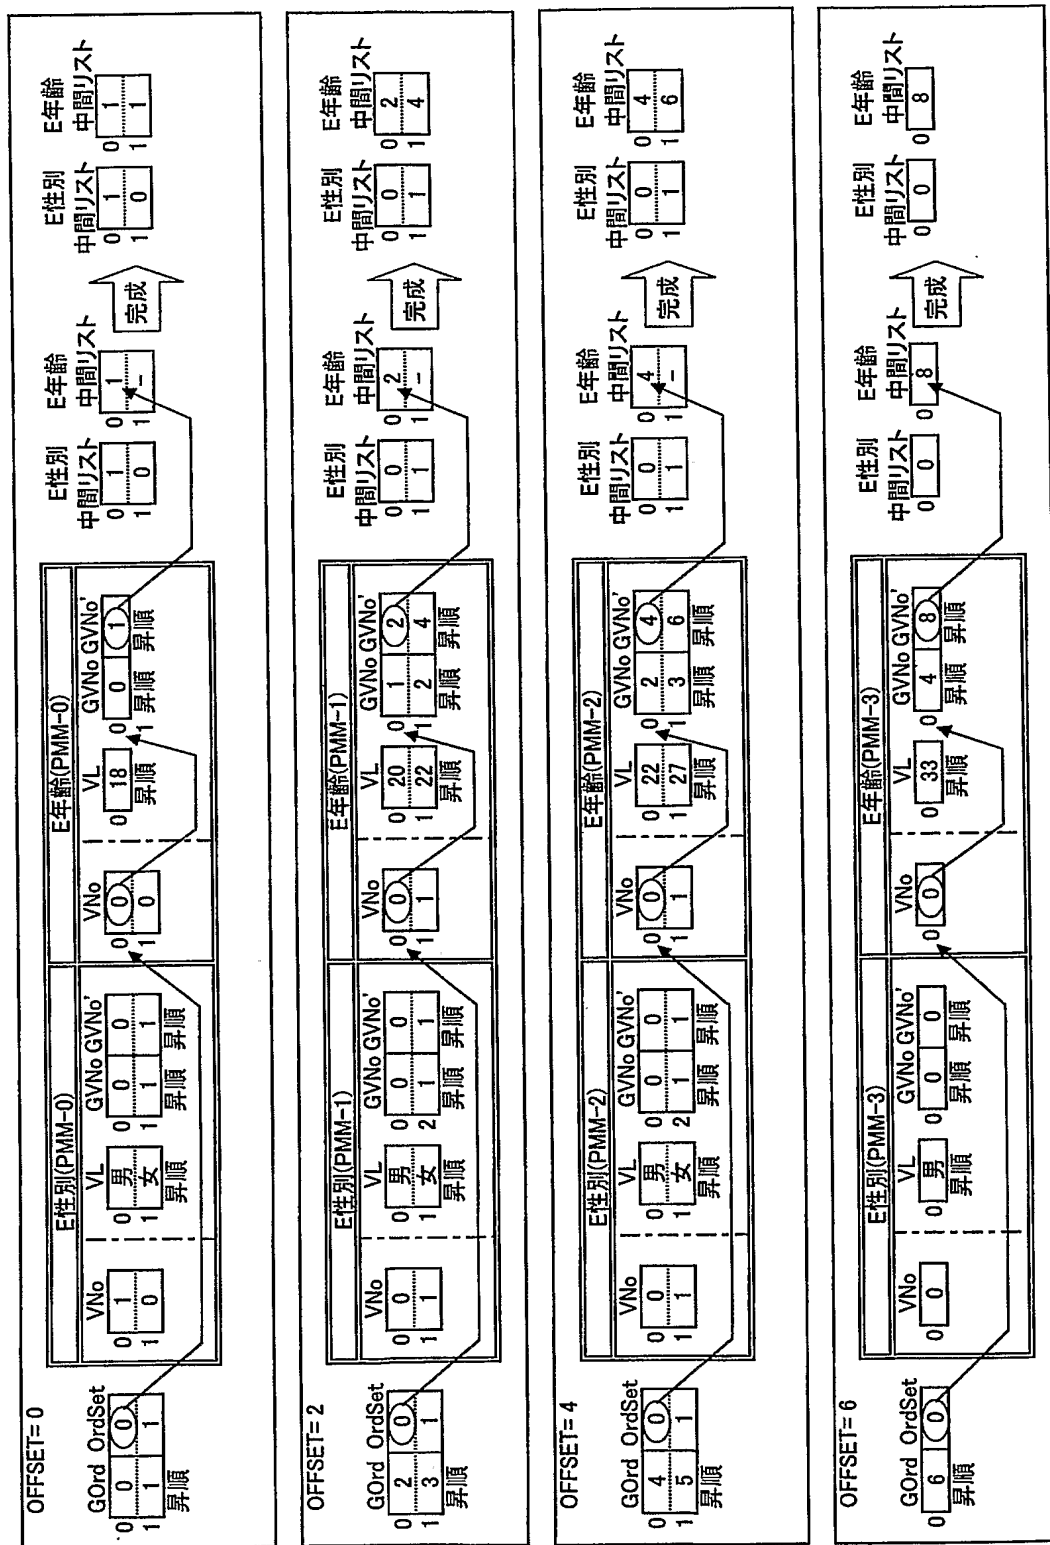 OFFSET= 0
E性別(PMM-0) E年齢(PMM-0)
E性別 E年齢 E性別 E年齢
GOrd OrdSet VNo VL GVNo GVNo' VNo VL GVNo GVNo' 中間リスト 中間リスト 中間リスト 中間リスト
0 0 0 0 1 0 男 0 0 0 0 0 0 18 0 0 1 0 1 0 1 完成 0 1 0 1
1 1 1 1 0 1 女 1 1 1 1 0 1 1 0 1 - 1 0 1 1
昇順 昇順 昇順 昇順 昇順 昇順 昇順
OFFSET= 2
E性別(PMM-1) E年齢(PMM-1)
E性別 E年齢 E性別 E年齢
GOrd OrdSet VNo VL GVNo GVNo' VNo VL GVNo GVNo' 中間リスト 中間リスト 中間リスト 中間リスト
0 2 0 0 0 0 男 0 0 0 0 0 0 20 0 1 2 0 0 0 2 完成 0 0 0 2
1 3 1 1 1 1 女 2 1 1 1 1 1 22 1 2 4 1 1 1 - 1 1 1 4
昇順 昇順 昇順 昇順 昇順 昇順 昇順
OFFSET= 4
E性別(PMM-2) E年齢(PMM-2)
E性別 E年齢 E性別 E年齢
GOrd OrdSet VNo VL GVNo GVNo' VNo VL GVNo GVNo' 中間リスト 中間リスト 中間リスト 中間リスト
0 4 0 0 0 0 男 0 0 0 0 0 0 22 0 2 4 0 0 0 4 完成 0 0 0 4
1 5 1 1 1 1 女 2 1 1 1 1 1 27 1 3 6 1 1 1 - 1 1 1 6
昇順 昇順 昇順 昇順 昇順 昇順 昇順
OFFSET= 6
E性別(PMM-3) E年齢(PMM-3)
E性別 E年齢 E性別 E年齢
GOrd OrdSet VNo VL GVNo GVNo' VNo VL GVNo GVNo' 中間リスト 中間リスト 中間リスト 中間リスト
0 6 0 0 0 0 男 0 0 0 0 0 0 33 0 4 8 0 0 0 8 完成 0 0 0 8
昇順 昇順 昇順 昇順 昇順 昇順 昇順